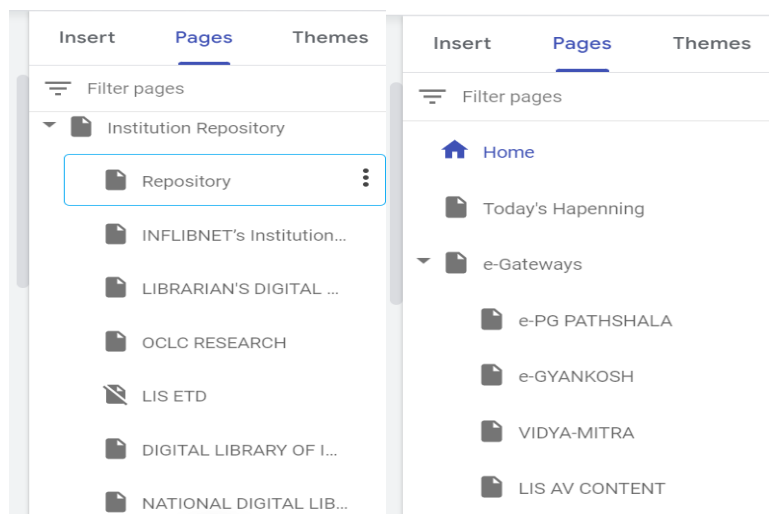 Insert Pages Themes
Filter pages
Institution Repository
Repository
INFLIBNET's Institution...
LIBRARIAN'S DIGITAL ...
OCLC RESEARCH
LIS ETD
DIGITAL LIBRARY OF I...
NATIONAL DIGITAL LIB...
Insert Pages Themes
Filter pages
Home
Today's Hapenning
e-Gateways
e-PG PATHSHALA
e-GYANKOSH
VIDYA-MITRA
LIS AV CONTENT